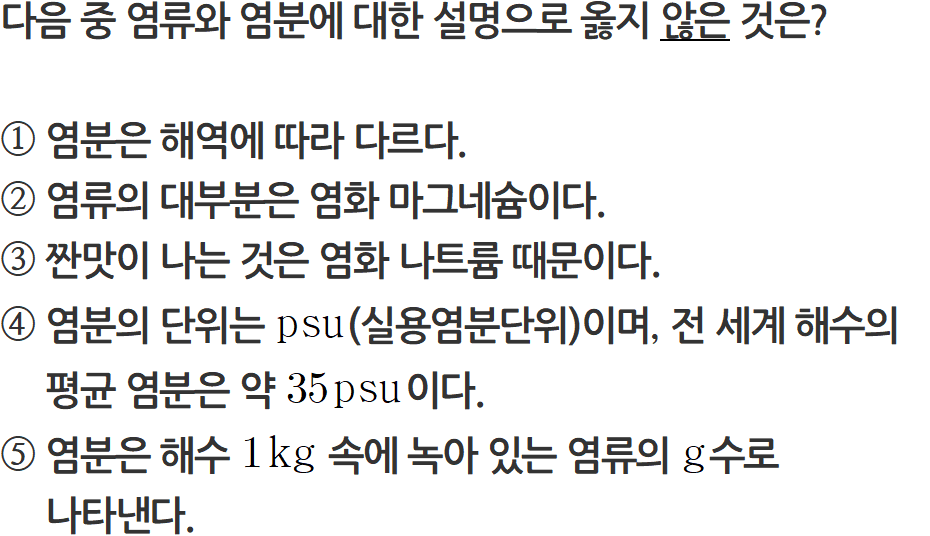 다음 중 염류와 염분에 대한 설명으로 옳지 않은 것은?
① 염분은 해역에 따라 다르다.
② 염류의 대부분은 염화 마그네슘이다.
③ 짠맛이 나는 것은 염화 나트륨 때문이다.
④ 염분의 단위는 psu(실용염분단위)이며, 전 세계 해수의
평균 염분은 약 35psu이다.
⑤ 염분은 해수 1kg 속에 녹아 있는 염류의 g수로
나타낸다.